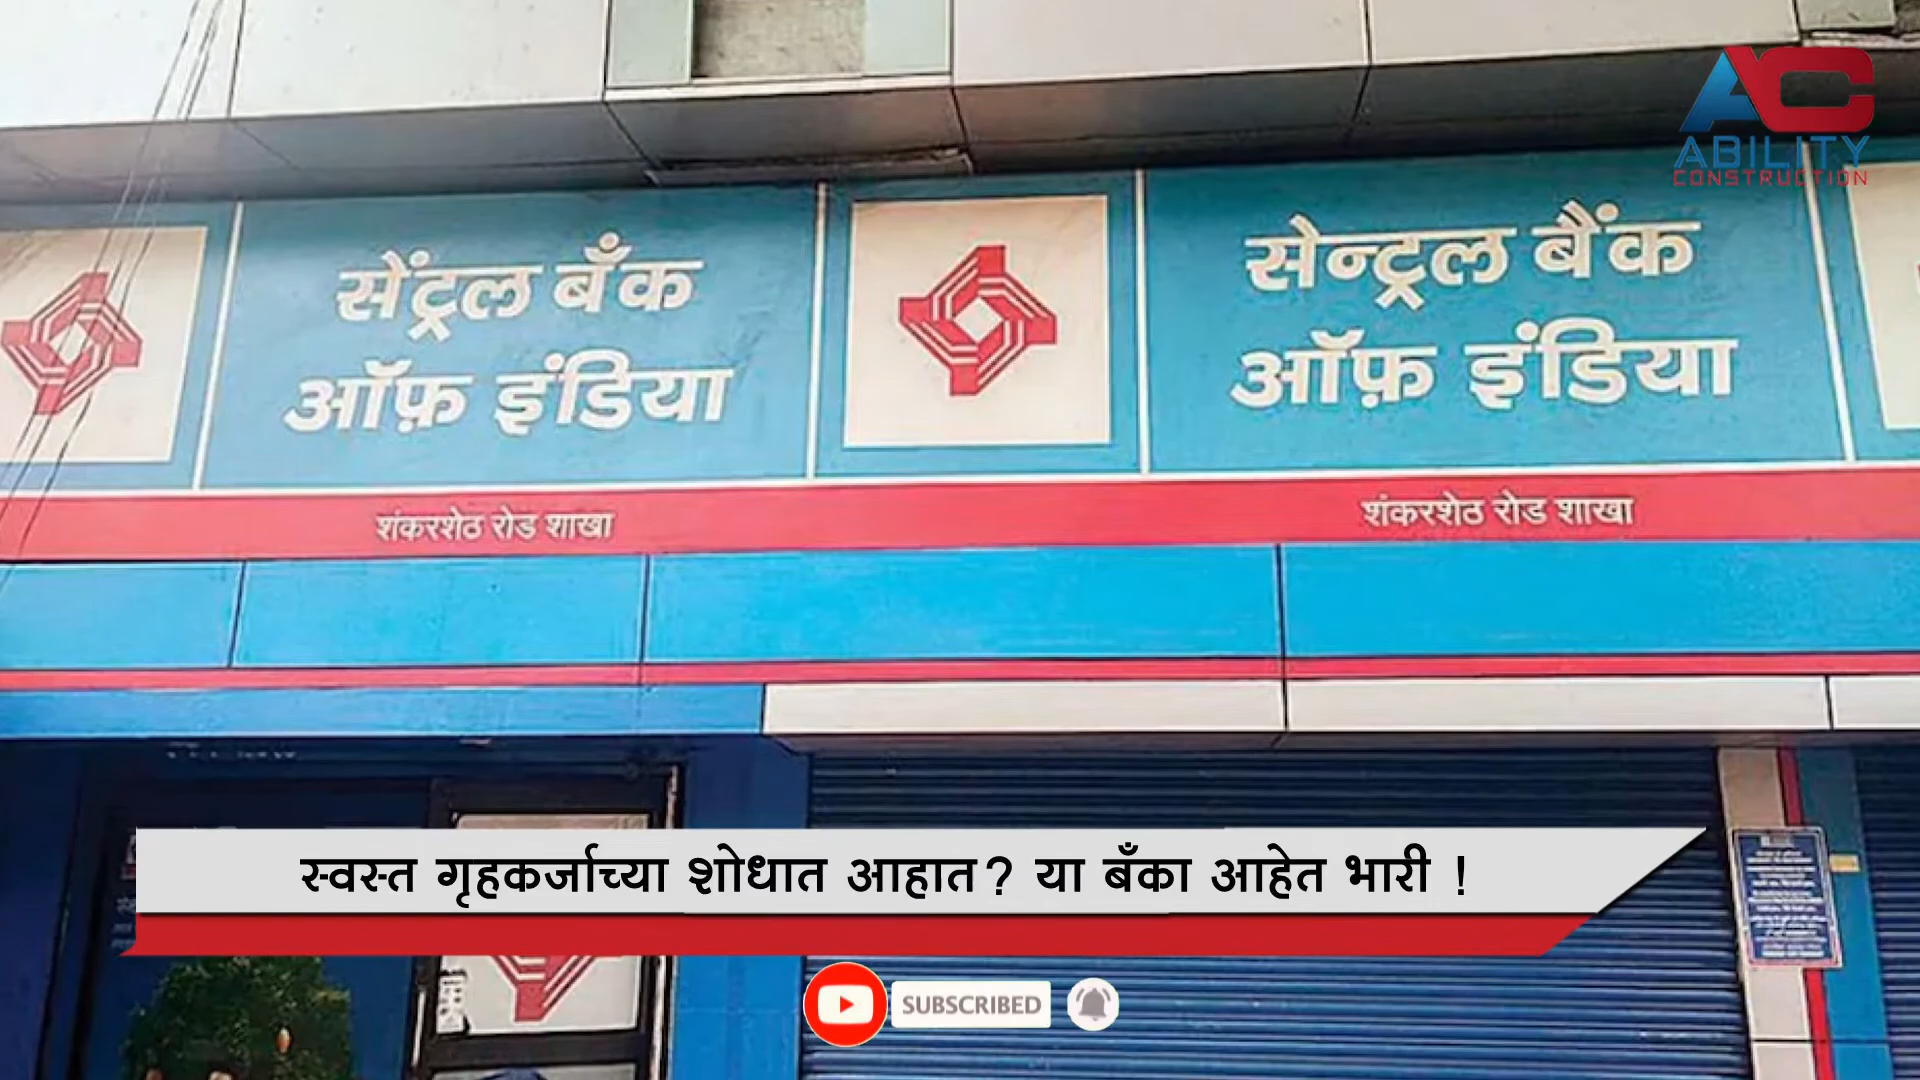 ABILITY
CONSTRUCTION
सेंट्रल बँक
ऑफ़ इंडिया
सेन्ट्रल बैंक
ऑफ़ इंडिया
शंकरशेठ रोड शाखा
शंकरशेठ रोड शाखा
स्वस्त गृहकर्जाच्या शोधात आहात? या बँका आहेत भारी !
SUBSCRIBED